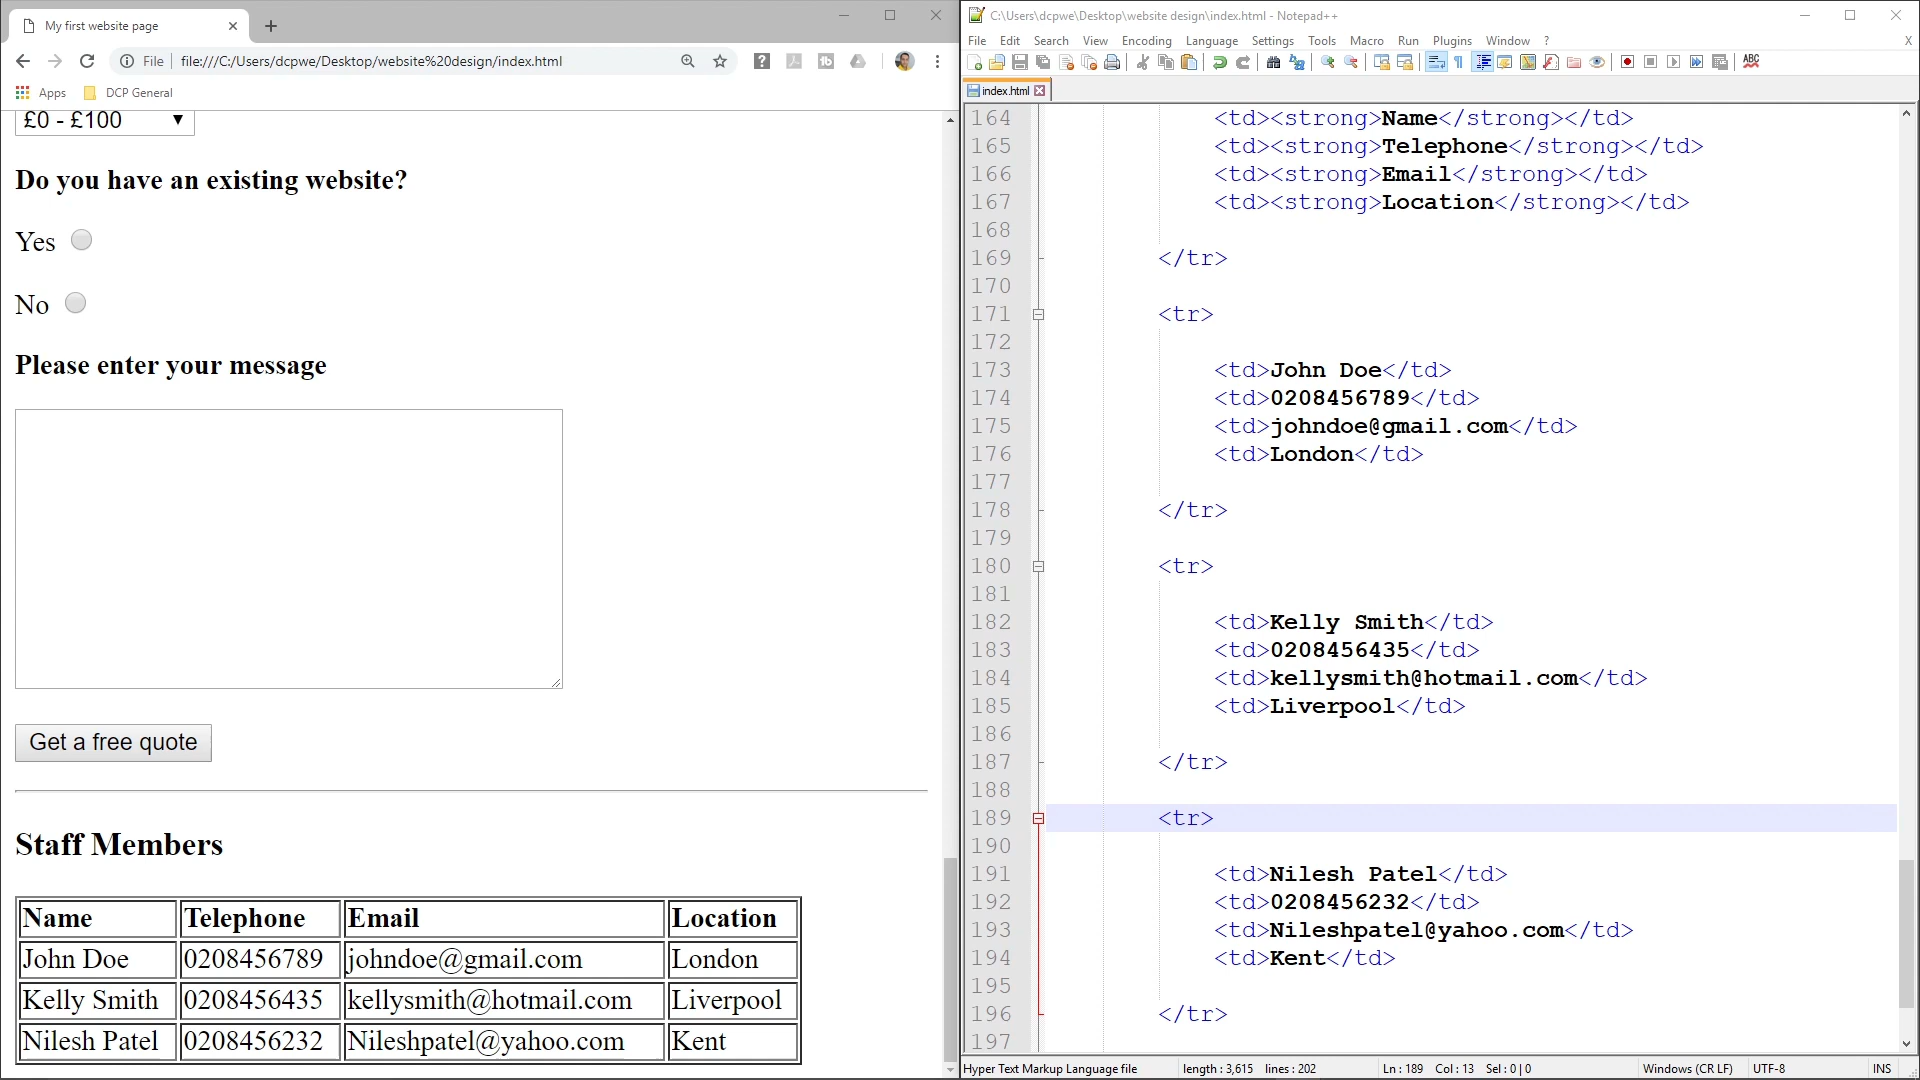 My first website page
File file:///C:/Users/dcpwe/Desktop/website%20design/index.html
Apps DCP General
£0 - £100
Do you have an existing website?
Yes
No
Please enter your message
Get a free quote
Staff Members
Name Telephone Email Location
John Doe 0208456789 johndoe@gmail.com London
Kelly Smith 0208456435 kellysmith@hotmail.com Liverpool
Nilesh Patel 0208456232 Nileshpatel@yahoo.com Kent
C:\Users\dcpwe\Desktop\website design\index.html - Notepad++
File Edit Search View Encoding Language Settings Tools Macro Run Plugins Window ? X
ABC
index.html
164 <td><strong>Name</strong></td>
165 <td><strong>Telephone</strong></td>
166 <td><strong>Email</strong></td>
167 <td><strong>Location</strong></td>
168
169 </tr>
170
171 <tr>
172
173 <td>John Doe</td>
174 <td>0208456789</td>
175 <td>johndoe@gmail.com</td>
176 <td>London</td>
177
178 </tr>
179
180 <tr>
181
182 <td>Kelly Smith</td>
183 <td>0208456435</td>
184 <td>kellysmith@hotmail.com</td>
185 <td>Liverpool</td>
186
187 </tr>
188
189 <tr>
190
191 <td>Nilesh Patel</td>
192 <td>0208456232</td>
193 <td>Nileshpatel@yahoo.com</td>
194 <td>Kent</td>
195
196 </tr>
197
Hyper Text Markup Language file length : 3,615 lines : 202 Ln : 189 Col : 13 Sel : 0 | 0 Windows (CR LF) UTF-8 INS